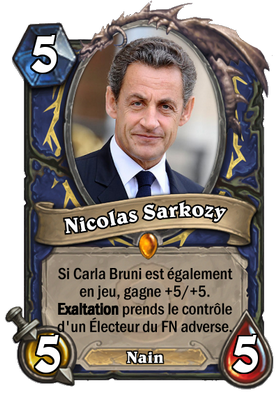 5
Nicolas Sarkozy
Si Carla Bruni est également
en jeu, gagne +5/+5.
Exaltation prends le contrôle
d'un Électeur du FN adverse.
5
Nain
5